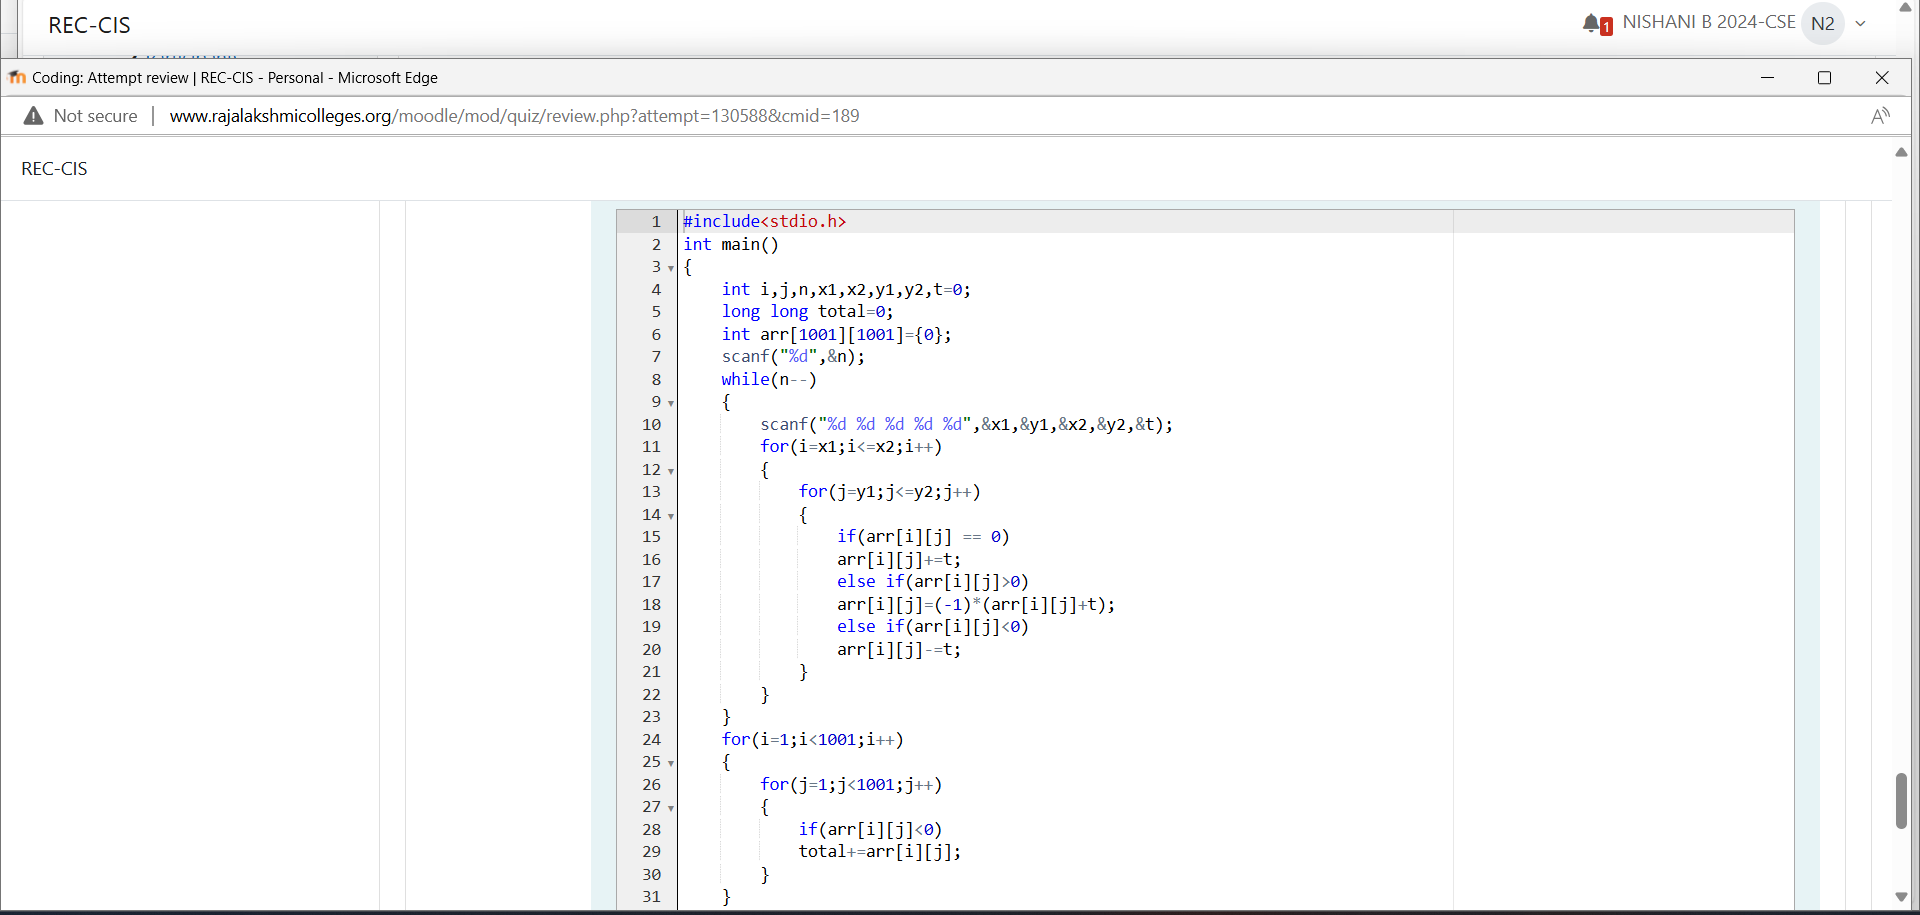 REC-CIS
1 NISHANI B 2024-CSE N2
Coding: Attempt review | REC-CIS - Personal - Microsoft Edge
Not secure | www.rajalakshmicolleges.org/moodle/mod/quiz/review.php?attempt=130588&cmid=189
REC-CIS
1 #include<stdio.h>
2 int main()
3 {
4     int i,j,n,x1,x2,y1,y2,t=0;
5     long long total=0;
6     int arr[1001][1001]={0};
7     scanf("%d",&n);
8     while(n--)
9     {
10         scanf("%d %d %d %d %d",&x1,&y1,&x2,&y2,&t);
11         for(i=x1;i<=x2;i++)
12         {
13             for(j=y1;j<=y2;j++)
14             {
15                 if(arr[i][j] == 0)
16                 arr[i][j]+=t;
17                 else if(arr[i][j]>0)
18                 arr[i][j]=(-1)*(arr[i][j]+t);
19                 else if(arr[i][j]<0)
20                 arr[i][j]-=t;
21             }
22         }
23     }
24     for(i=1;i<1001;i++)
25     {
26         for(j=1;j<1001;j++)
27         {
28             if(arr[i][j]<0)
29             total+=arr[i][j];
30         }
31     }